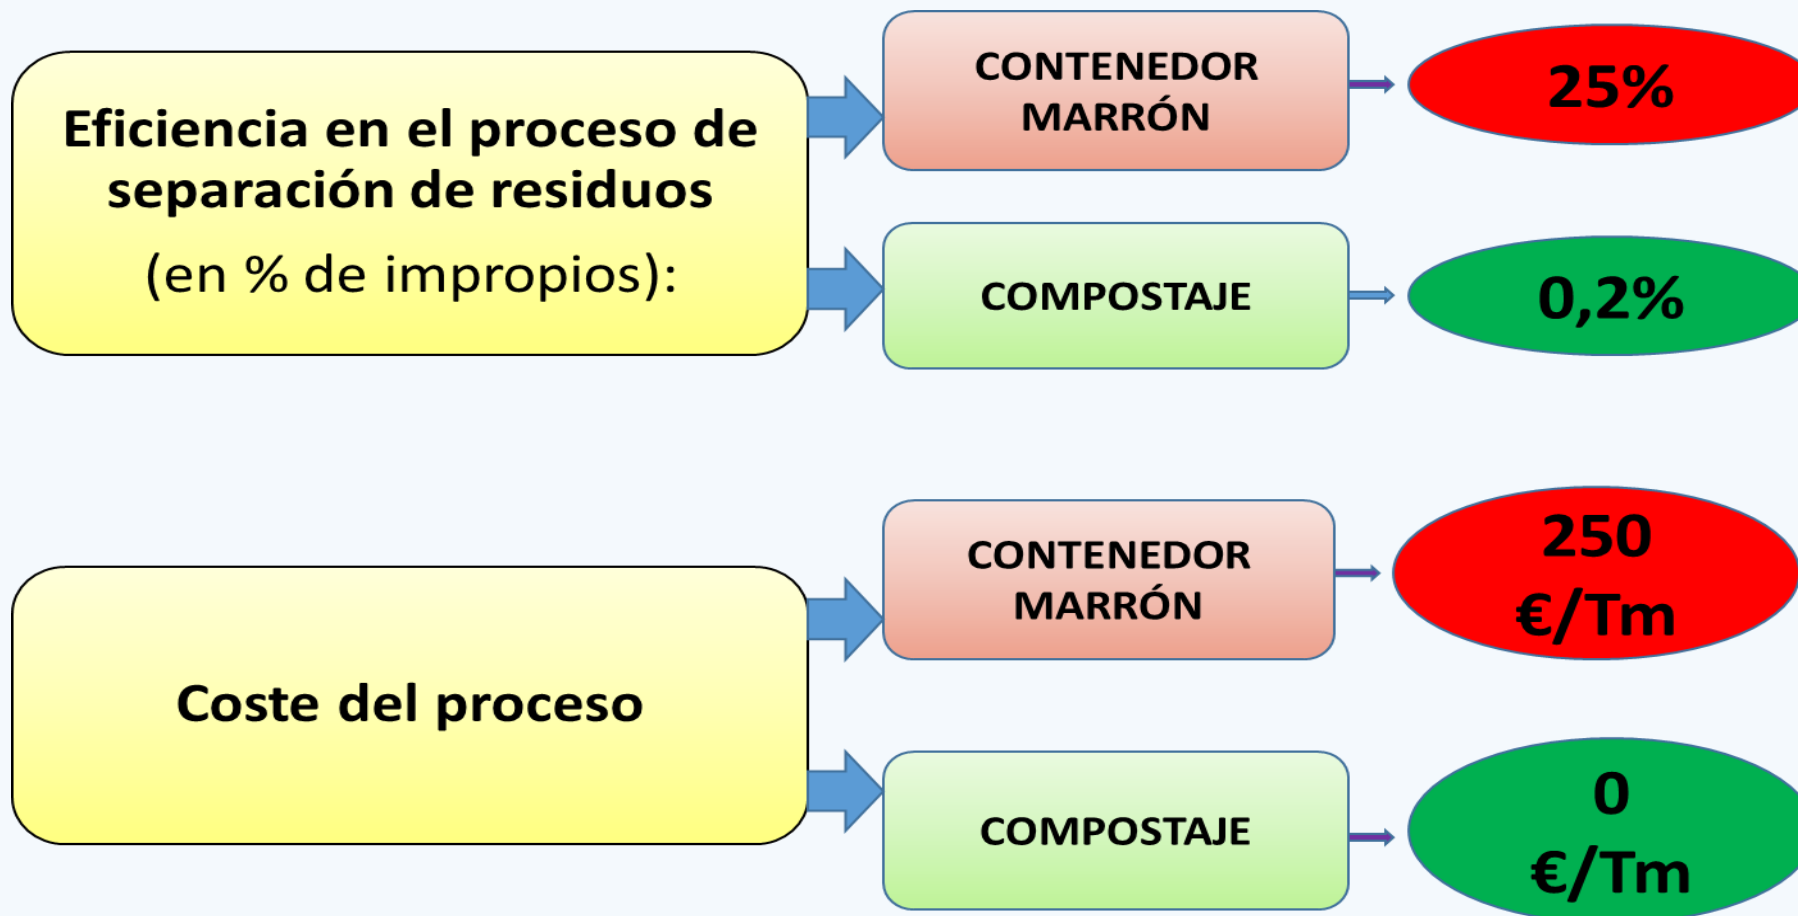 Eficiencia en el proceso de
separación de residuos
(en % de impropios):
CONTENEDOR
MARRÓN
25%
COMPOSTAJE
0,2%
Coste del proceso
CONTENEDOR
MARRÓN
250
€/Tm
COMPOSTAJE
0
€/Tm